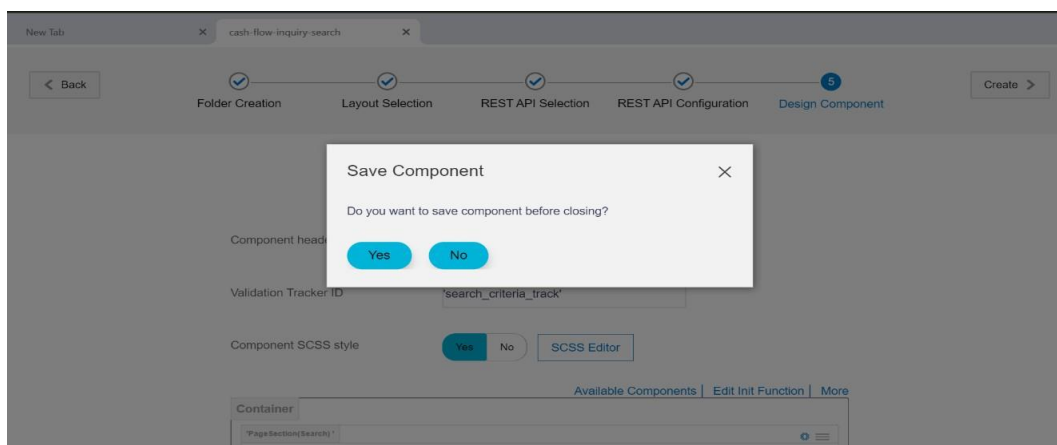 New Tab
cash-flow-inquiry-search
Back
5
Create
Folder Creation
Layout Selection
REST API Selection
REST API Configuration
Design Component
Save Component
Do you want to save component before closing?
Component head
Yes
No
Validation Tracker ID
'search_criteria_track'
Component SCSS style
Yes
No
SCSS Editor
Available Components | Edit Init Function | More
Container
'PageSection(Search)'